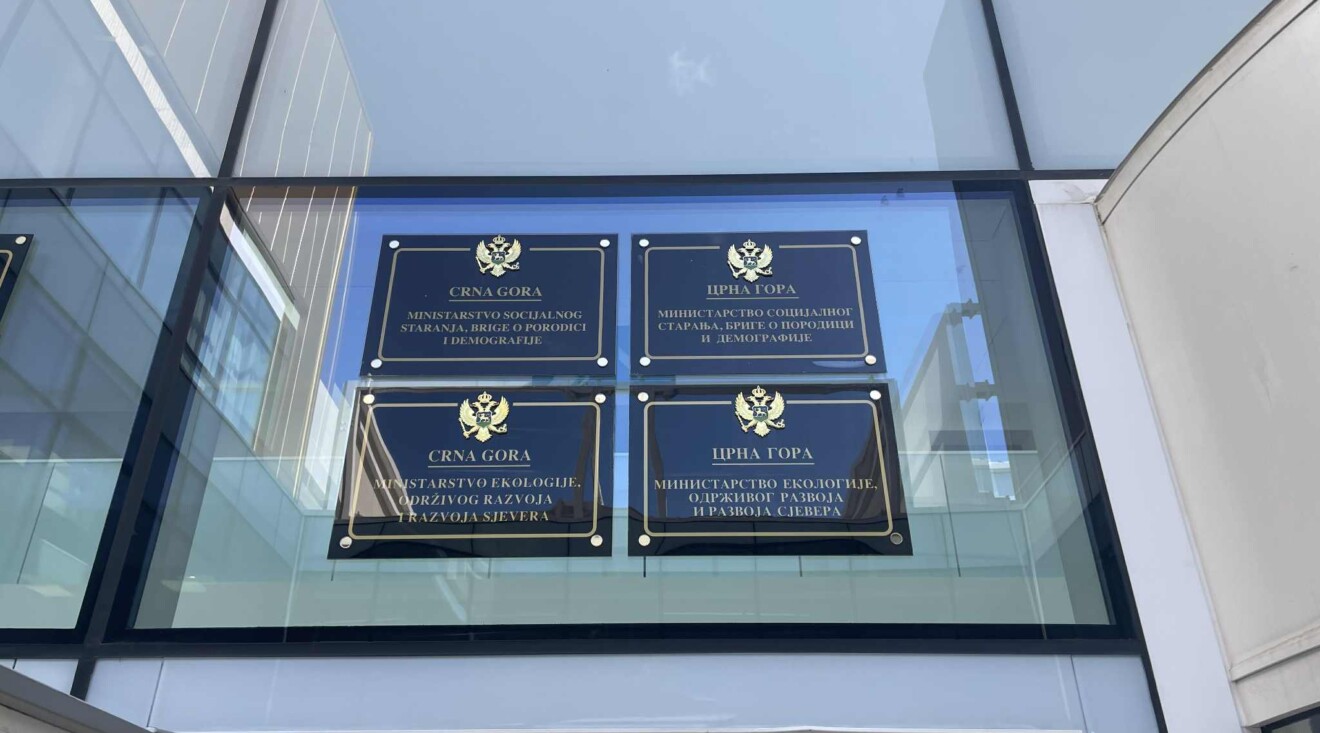 CRNA GORA
MINISTARSTVO SOCIJALNOG
STARANJA, BRIGE O PORODICI
I DEMOGRAFIJE
ЦРНА ГОРА
МИНИСТАРСТВО СОЦИЈАЛНОГ
СТАРАЊА, БРИГЕ О ПОРОДИЦИ
И ДЕМОГРАФИЈЕ
CRNA GORA
MINISTARSTVO EKOLOGIJE,
ODRŽIVOG RAZVOJA
I RAZVOJA SJEVERA
ЦРНА ГОРА
МИНИСТАРСТВО ЕКОЛОГИЈЕ,
ОДРЖИВОГ РАЗВОЈА
И РАЗВОЈА СЈЕВЕРА